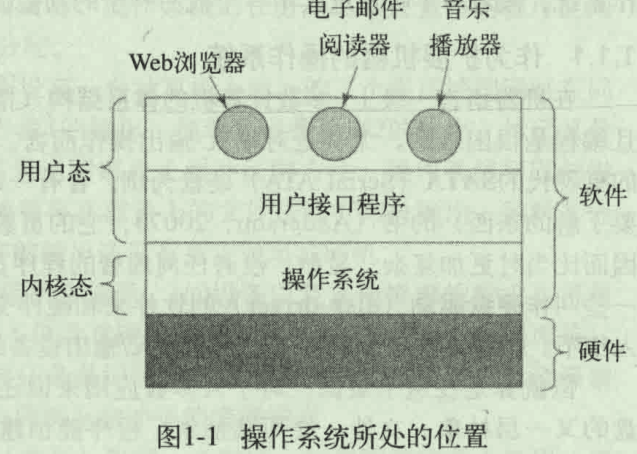 电子邮件 音乐
Web浏览器 阅读器 播放器
用户态
用户接口程序
软件
内核态
操作系统
硬件
图1-1 操作系统所处的位置